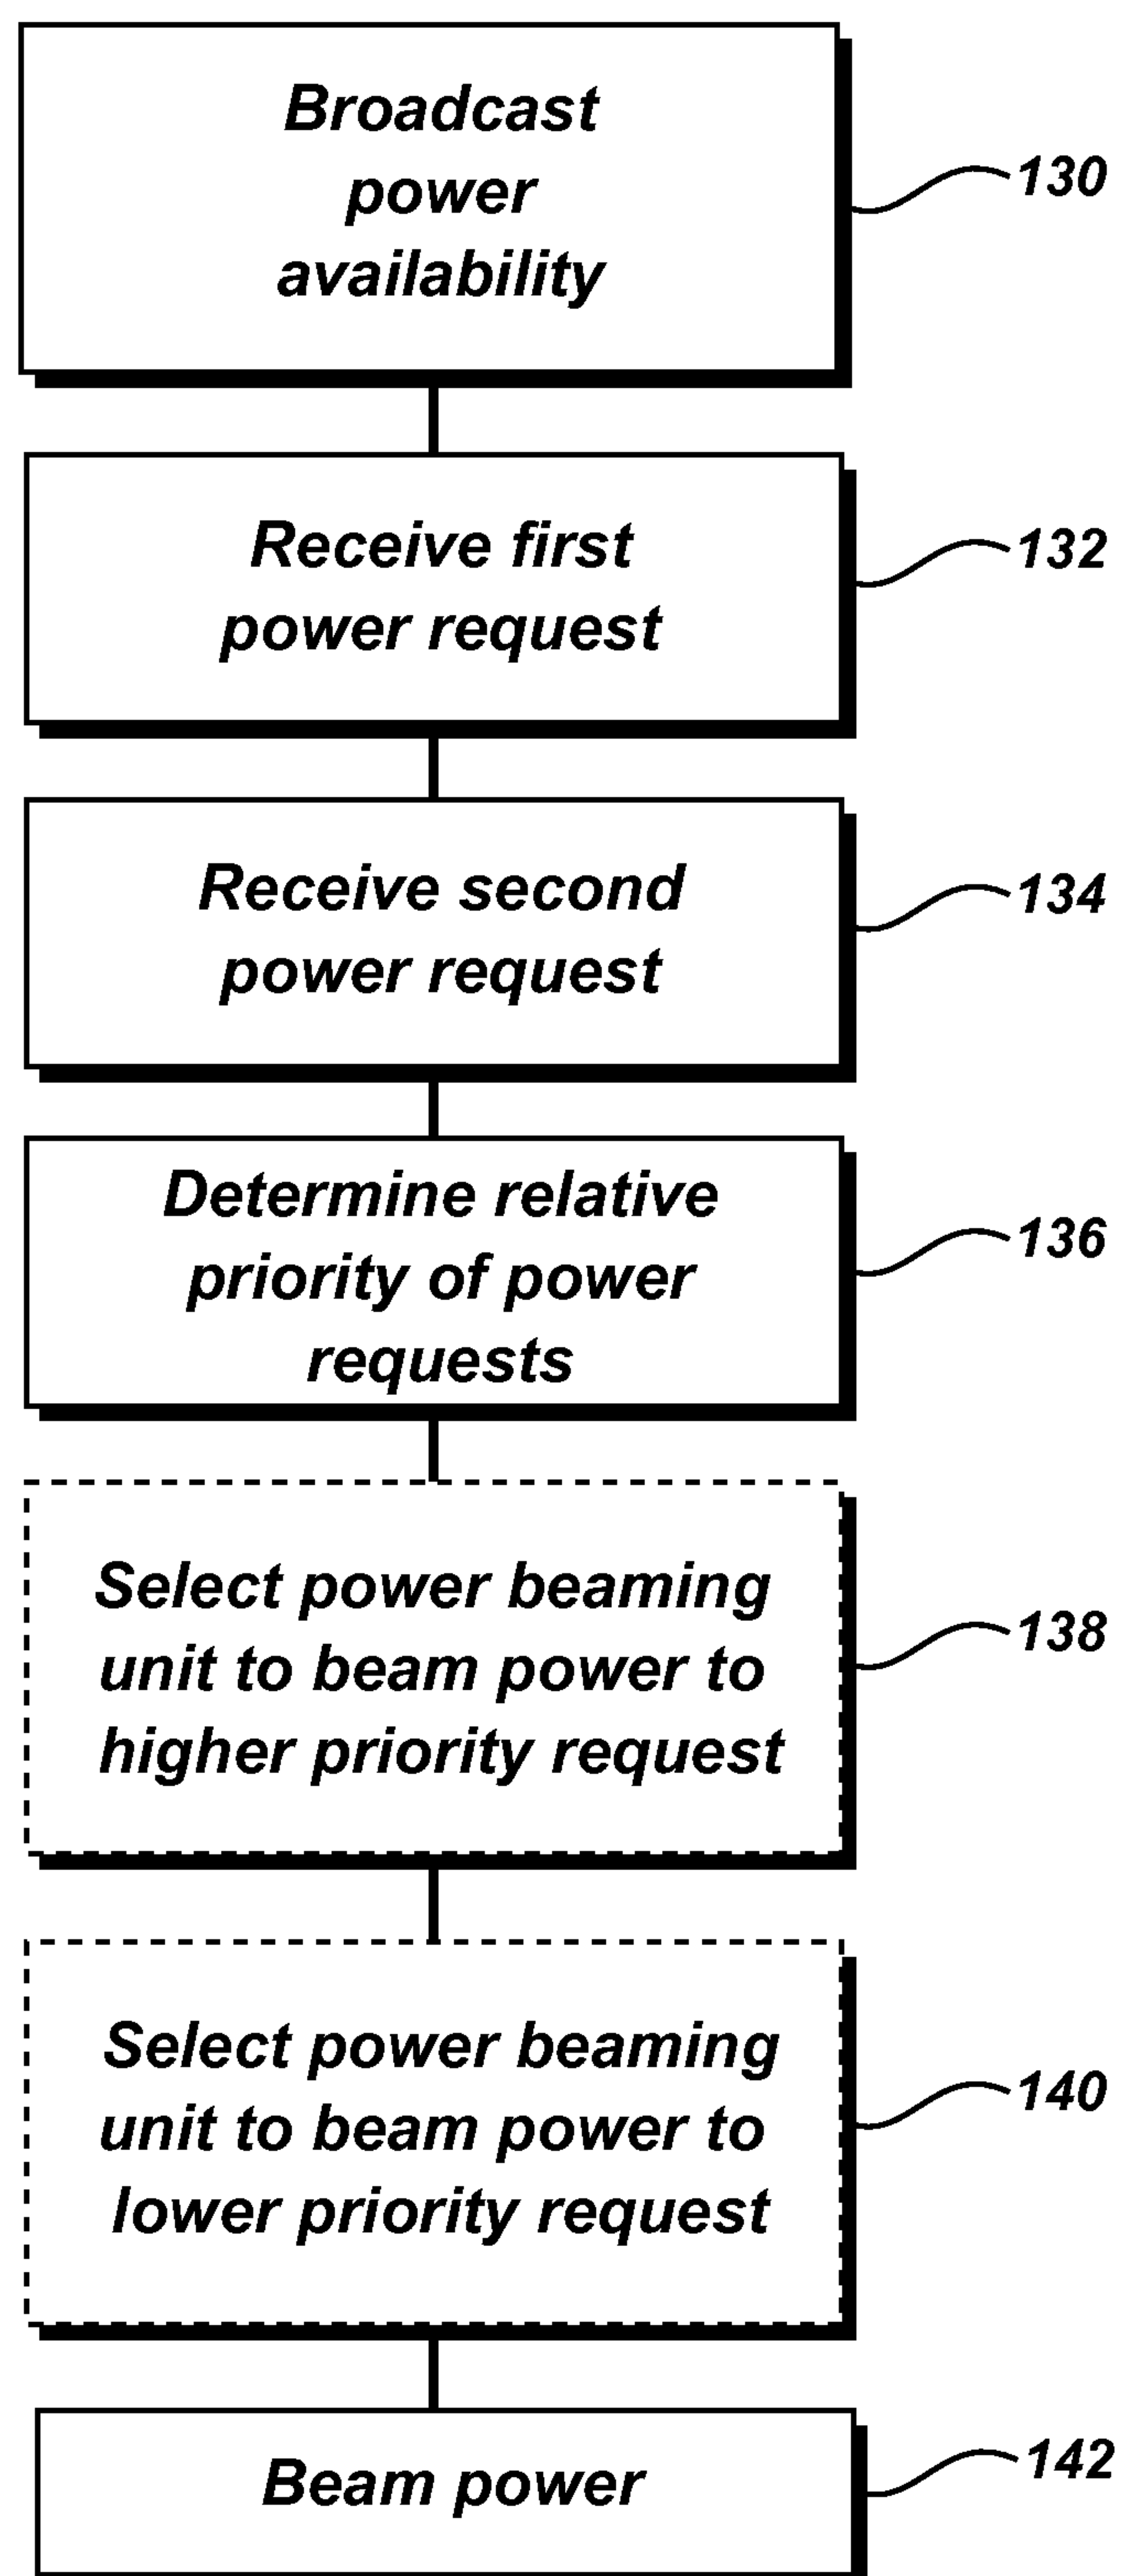 Broadcast
power
availability
130
Receive first
power request
132
Receive second
power request
134
Determine relative
priority of power
requests
136
Select power beaming
unit to beam power to
higher priority request
138
Select power beaming
unit to beam power to
lower priority request
140
Beam power
142